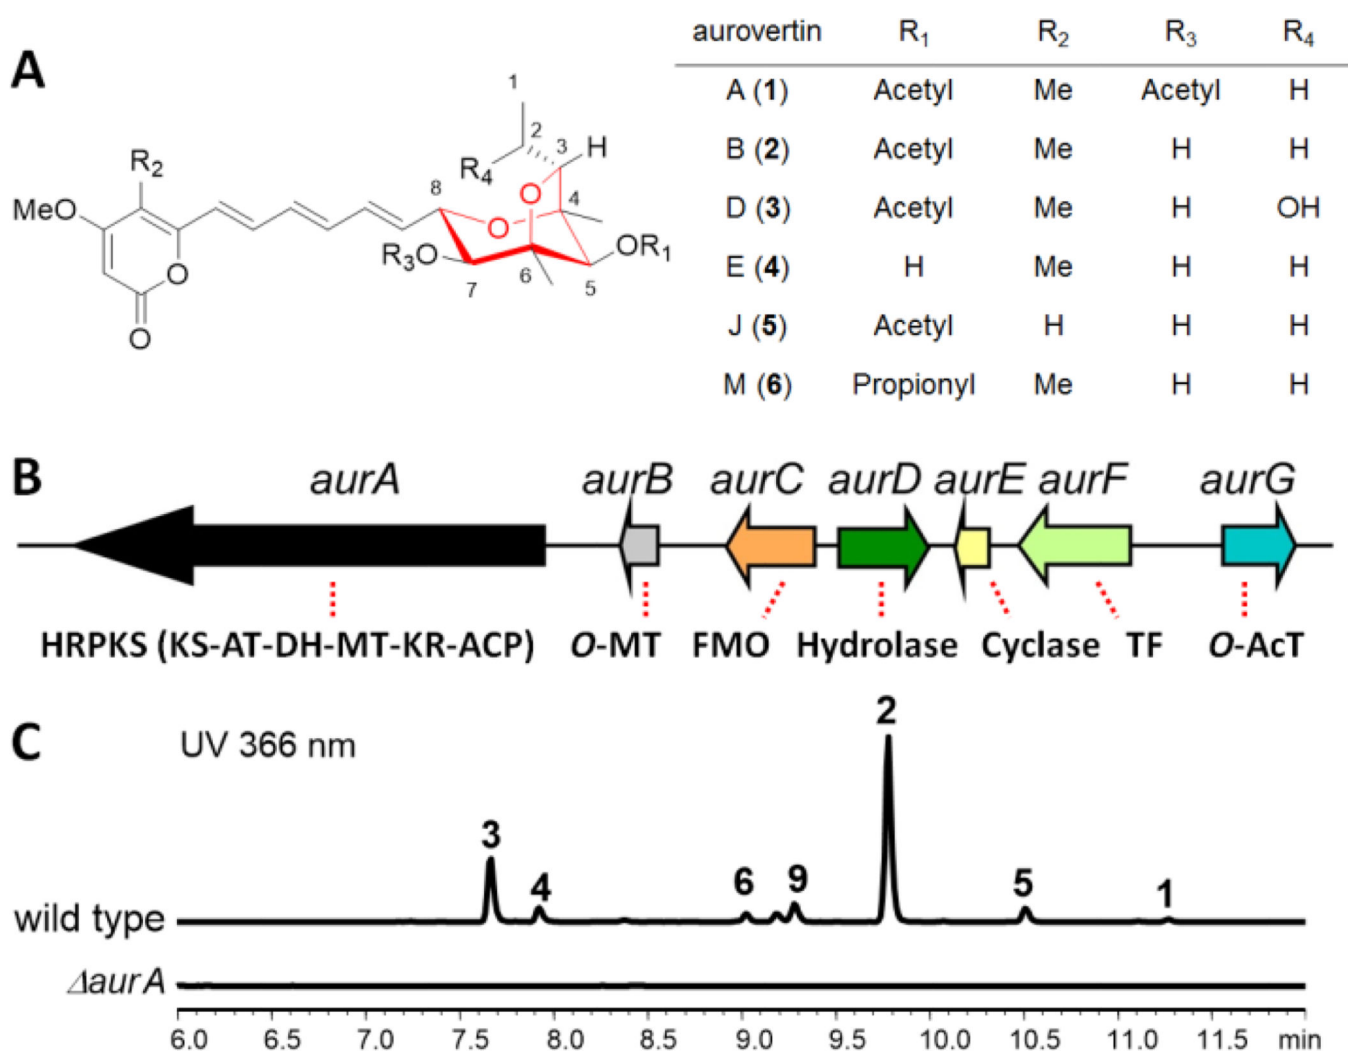 A
aurovertin R1 R2 R3 R4
A (1) Acetyl Me Acetyl H
B (2) Acetyl Me H H
D (3) Acetyl Me H OH
E (4) H Me H H
J (5) Acetyl H H H
M (6) Propionyl Me H H
1
2
3 H
R2
R4
O
8
4
MeO
O
OR1
R3O
O
6
5
7
O
B
aurA aurB aurC aurD aurE aurF aurG
HRPKS (KS-AT-DH-MT-KR-ACP) O-MT FMO Hydrolase Cyclase TF O-AcT
C
UV 366 nm
2
3
4
6
9
5
1
wild type
ΔaurA
6.0 6.5 7.0 7.5 8.0 8.5 9.0 9.5 10.0 10.5 11.0 11.5 min